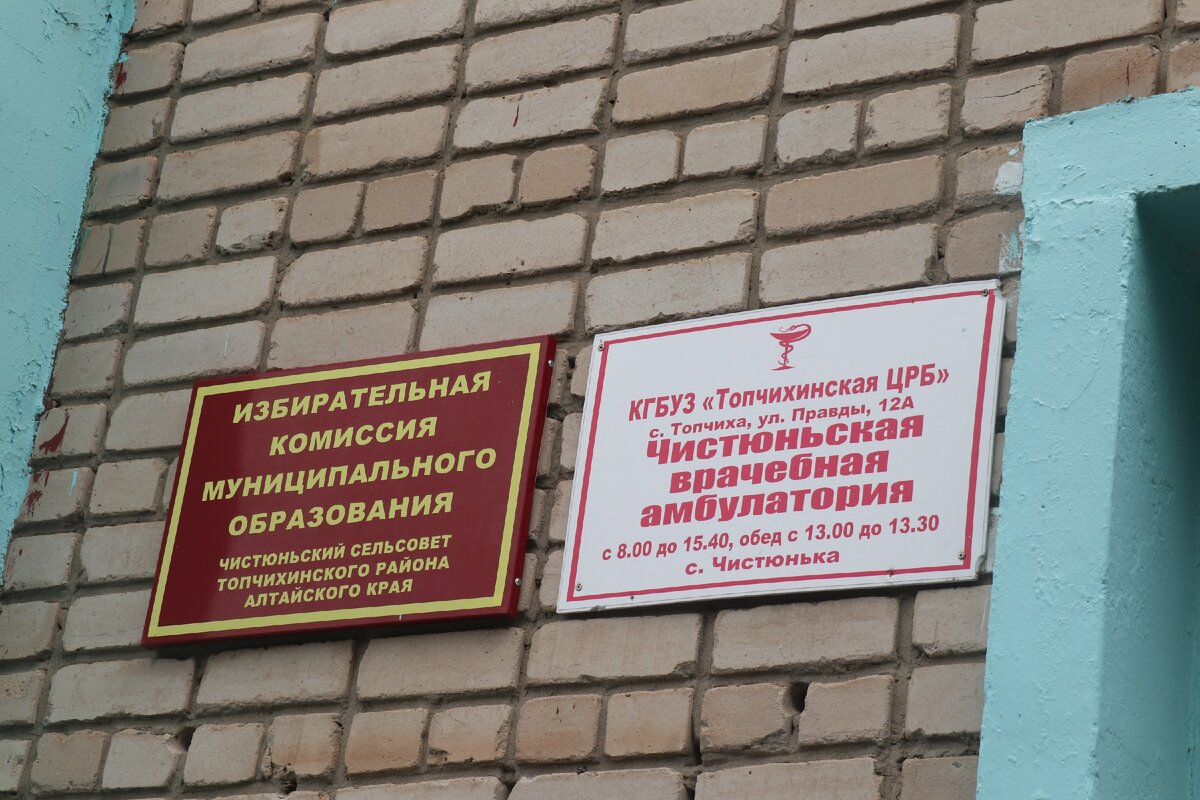 ИЗБИРАТЕЛЬНАЯ
КОМИССИЯ
МУНИЦИПАЛЬНОГО
ОБРАЗОВАНИЯ
ЧИСТЮНЬСКИЙ СЕЛЬСОВЕТ
ТОПЧИХИНСКОГО РАЙОНА
АЛТАЙСКОГО КРАЯ
КГБУЗ «Топчихинская ЦРБ»
с. Топчиха, ул. Правды, 12А
Чистюньская
врачебная
амбулатория
с 8.00 до 15.40, обед с 13.00 до 13.30
с. Чистюнька